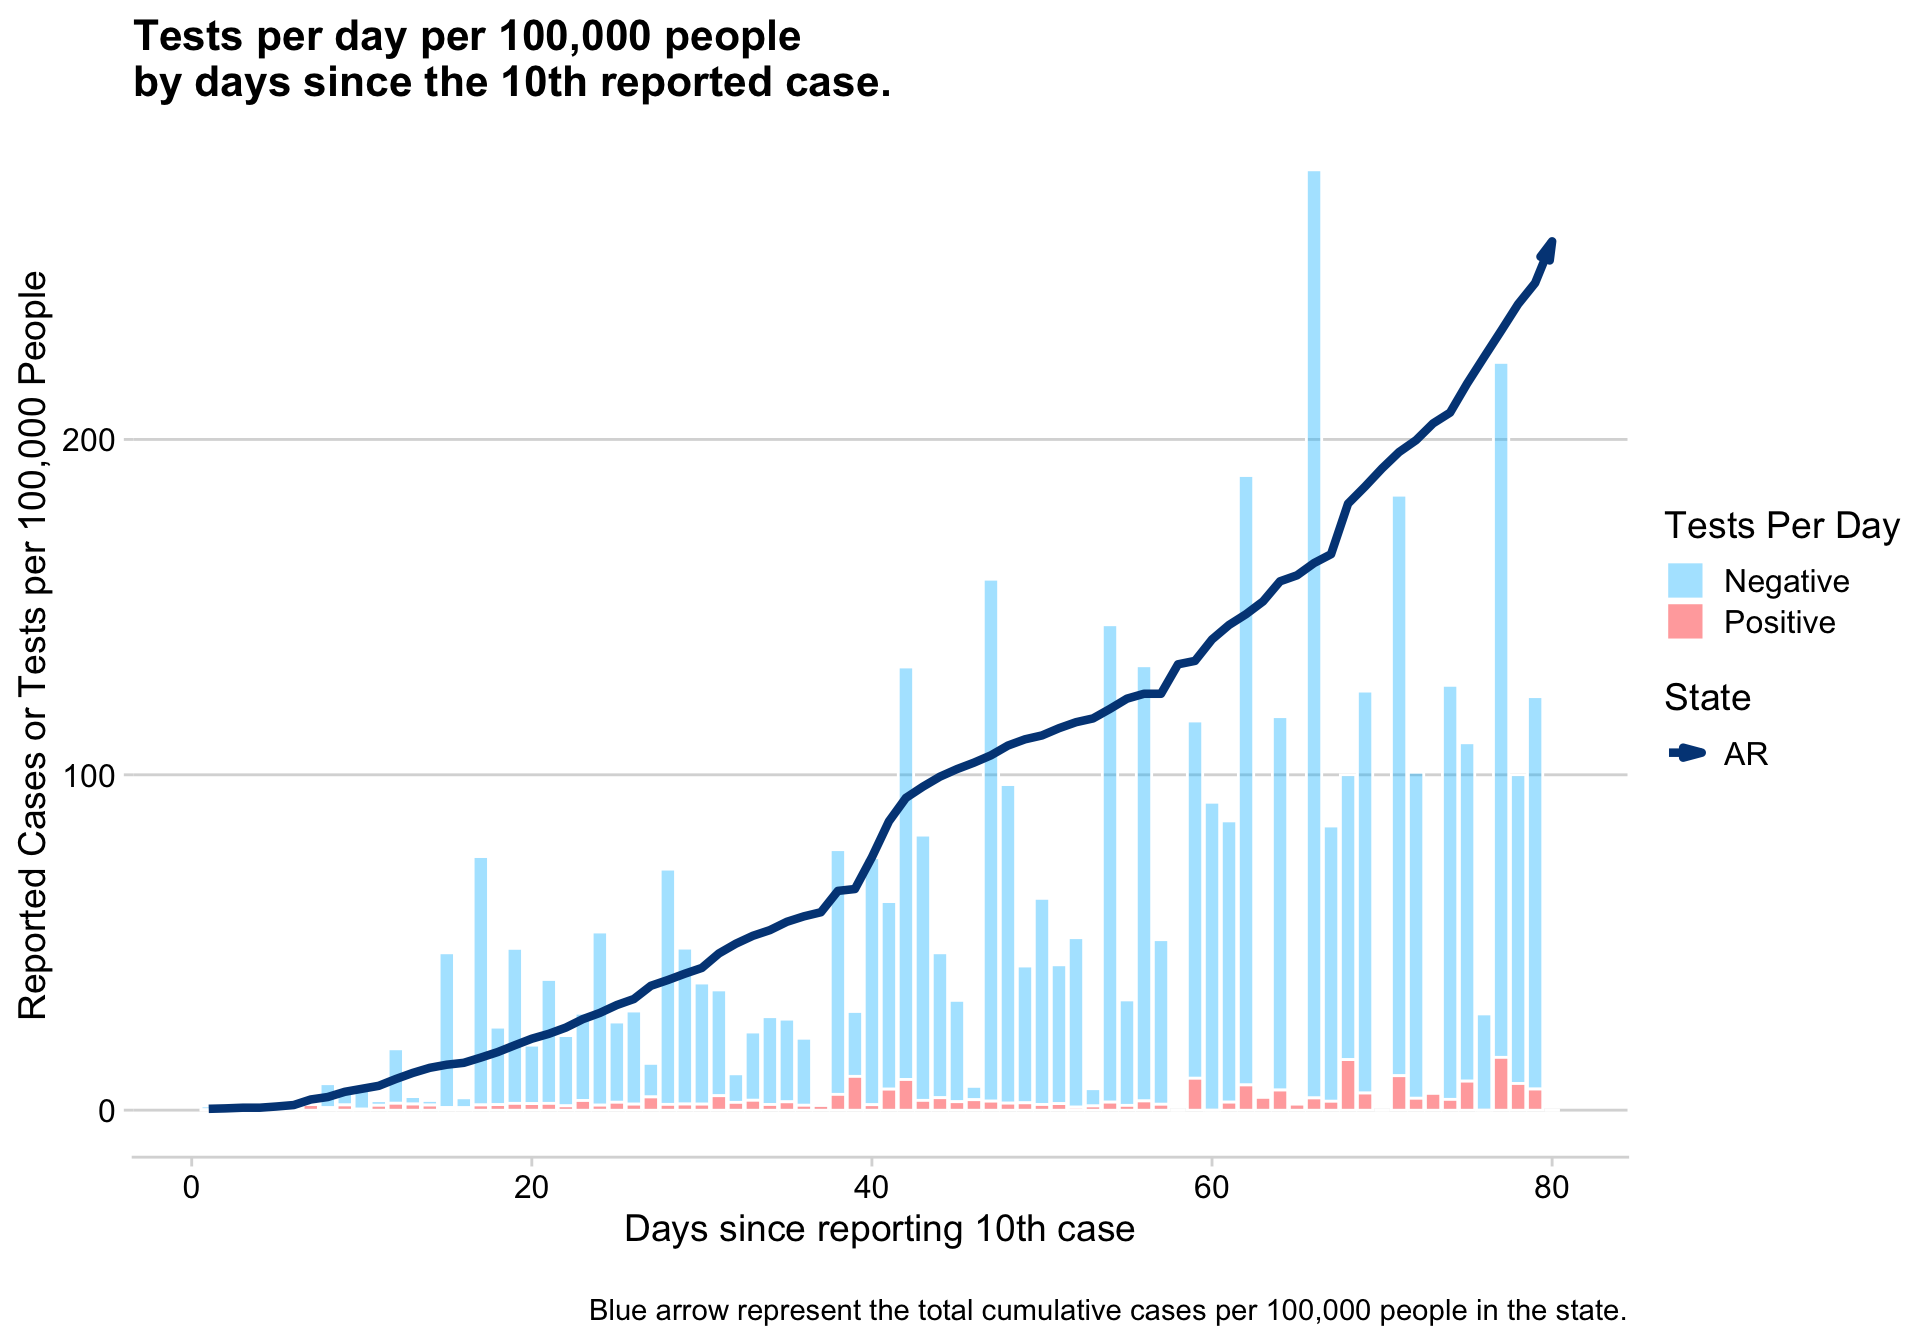 Tests per day per 100,000 people
by days since the 10th reported case.
Reported Cases or Tests per 100,000 People
200
100
0
0
20
40
60
80
Days since reporting 10th case
Tests Per Day
Negative
Positive
State
AR
Blue arrow represent the total cumulative cases per 100,000 people in the state.